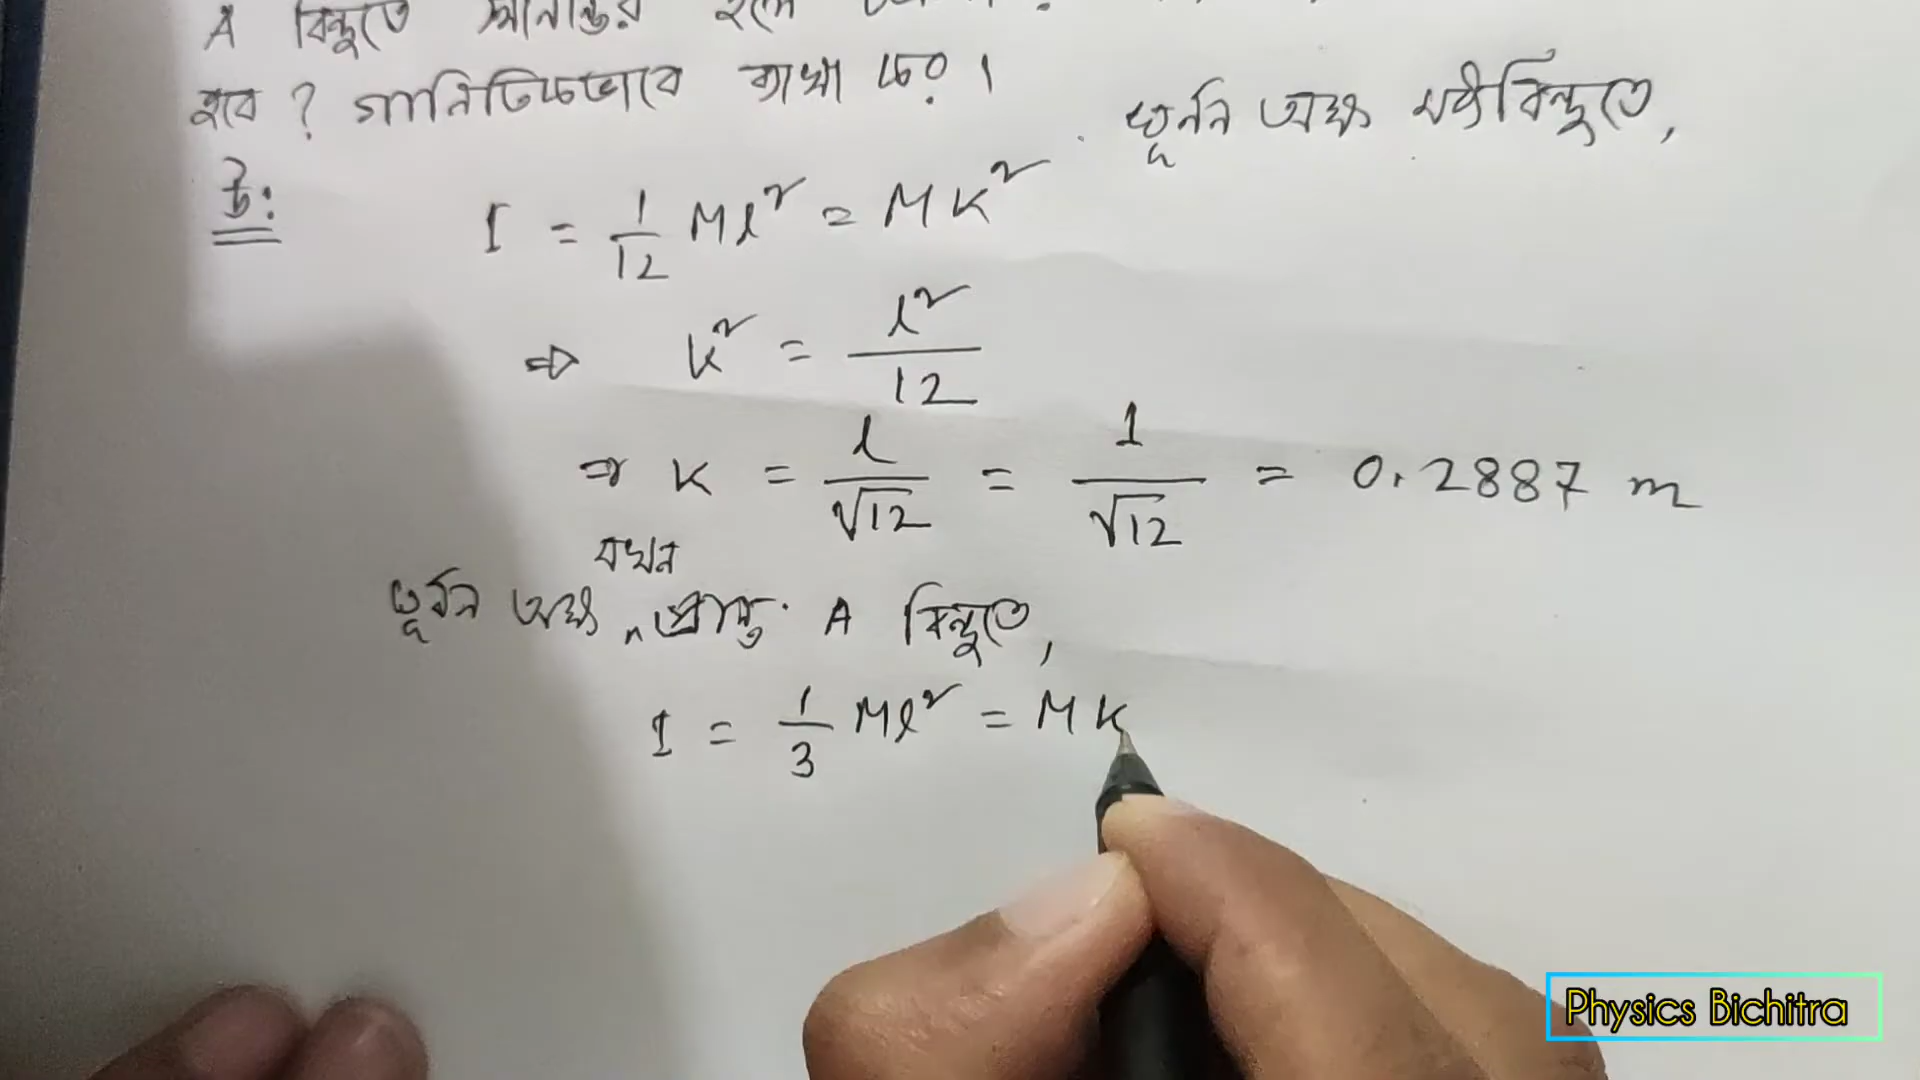 A বিন্দুতে স্থানান্তর হলে
হবে ? গানিতিকভাবে ব্যাখ্যা কর ।
ঘূর্ণন অক্ষ মধ্যবিন্দুতে,
উ:
I = 1/12 Ml² = MK²
⇒ K² = l²/12
⇒ K = l/√12 = 1/√12 = 0.2887 m
যখন
ঘূর্ণন অক্ষ প্রান্ত A বিন্দুতে,
I = 1/3 Ml² = MK
Physics Bichitra